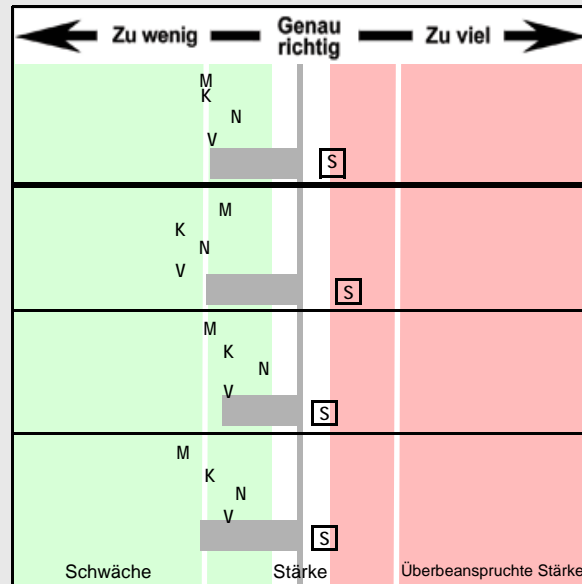 Zu wenig
Genau
richtig
Zu viel
M
K
N
V
S
M
K
N
V
S
M
K
N
V
S
M
K
N
V
S
Schwäche
Stärke
Überbeanspruchte Stärke